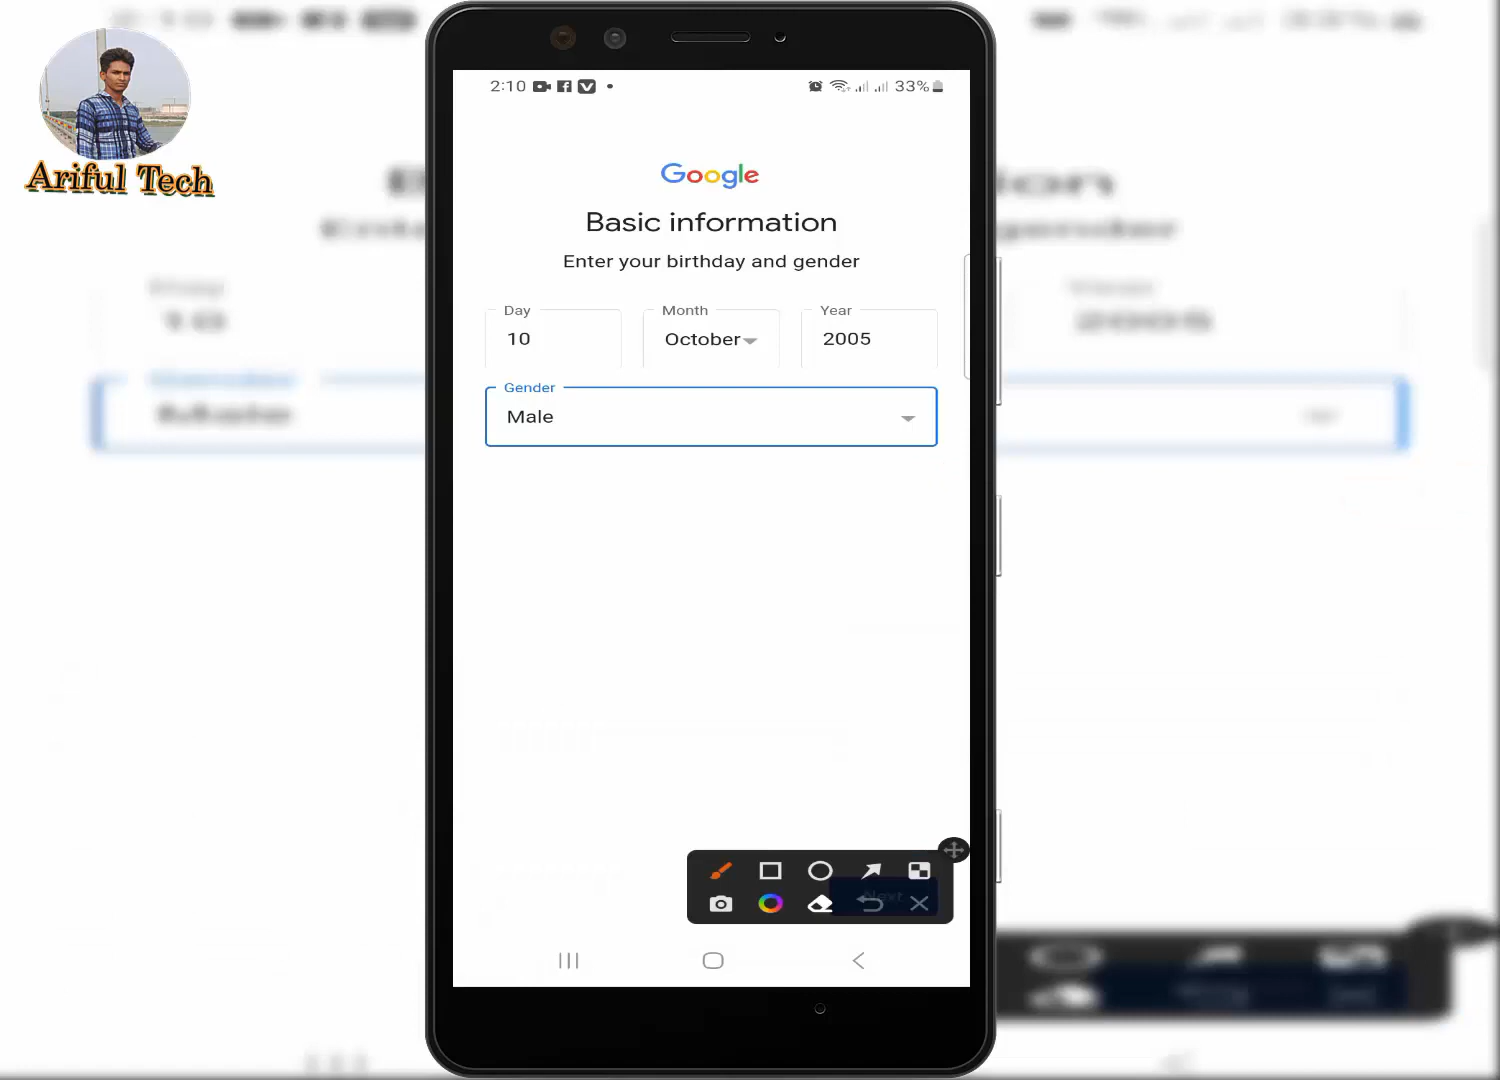 Ariful Tech
2:10
33%
Google
Basic information
Enter your birthday and gender
Day
Month
Year
10
October
2005
Gender
Male
Next